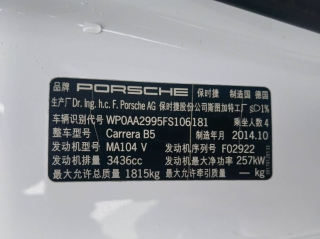 品牌 PORSCHE 保时捷 制造国 德国
生产厂 Dr. Ing. h.c. F. Porsche AG 保时捷股份公司斯图加特工厂
车辆识别代号 WP0AA2995FS106181 乘坐人数 4
整车型号 Carrera B5 制造年月 2014.10
发动机型号 MA104 V 发动机序列号 F02922
发动机排量 3436cc 发动机最大净功率 257kW
最大允许总质量 1815kg 最大允许牵引质量 — kg